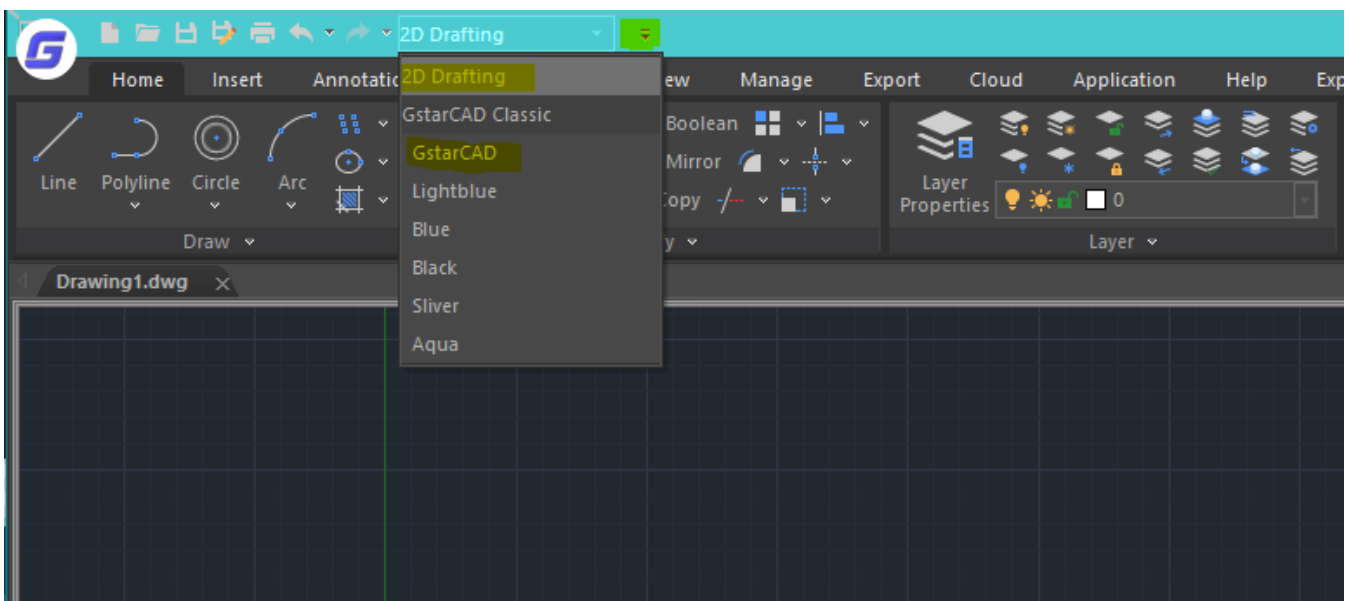 2D Drafting
Home Insert Annotatic ew Manage Export Cloud Application Help Exp
2D Drafting
GstarCAD Classic
GstarCAD
Lightblue
Blue
Black
Sliver
Aqua
Line Polyline Circle Arc
Draw
Boolean
Mirror
Copy
y
Layer
Properties
0
Layer
Drawing1.dwg